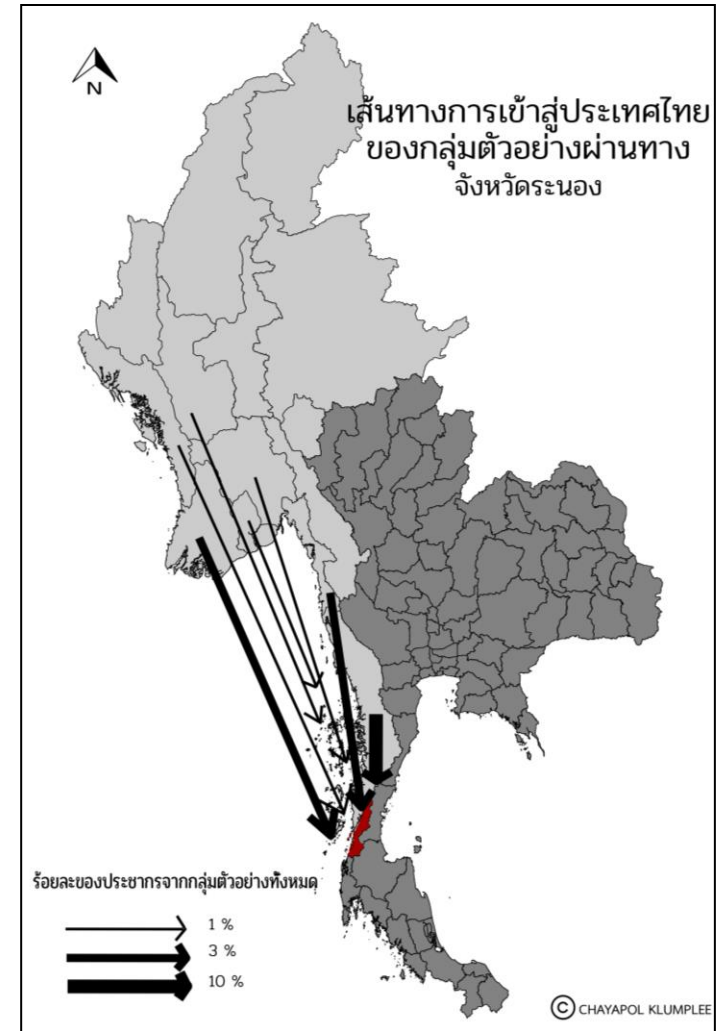 N
เส้นทางการเข้าสู่ประเทศไทย
ของกลุ่มตัวอย่างผ่านทาง
จังหวัดระนอง
ร้อยละของประชากรจากกลุ่มตัวอย่างทั้งหมด
1 %
3 %
10 %
© CHAYAPOL KLUMPLEE